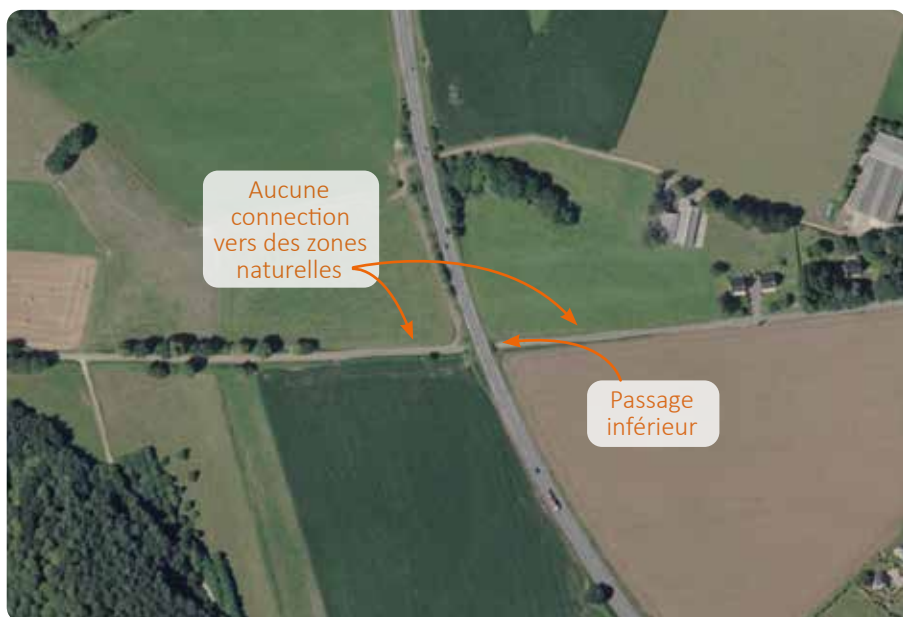 Aucune
connection
vers des zones
naturelles
Passage
inférieur